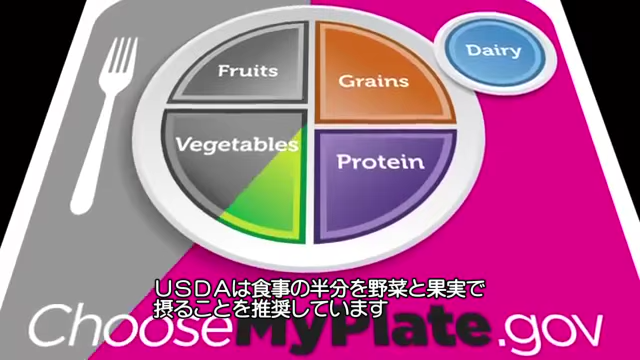 Fruits
Grains
Dairy
Vegetables
Protein
USDAは食事の半分を野菜と果実で
摂ることを推奨しています
ChooseMyPlate.gov